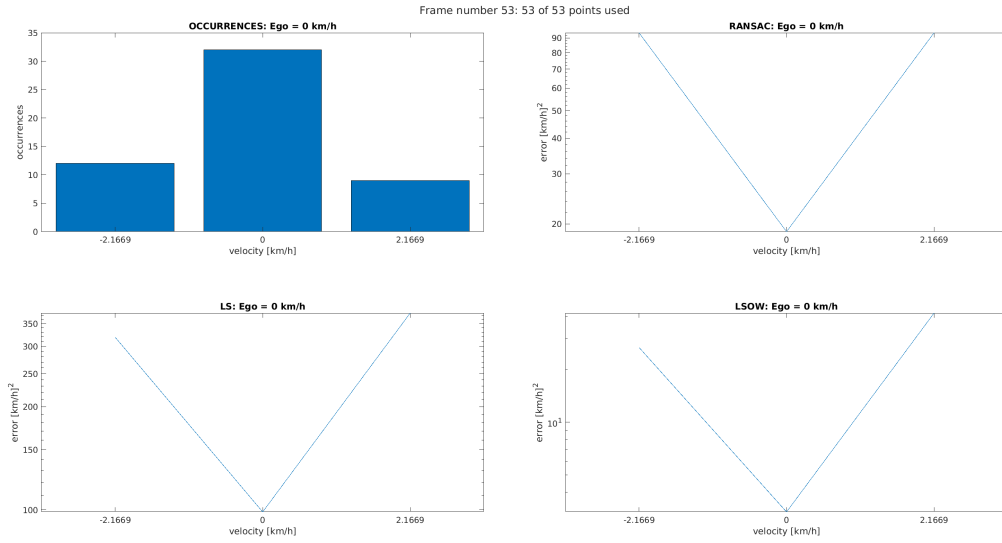 Frame number 53: 53 of 53 points used
OCCURRENCES: Ego = 0 km/h
35
30
25
20
15
10
5
0
occurrences
-2.1669 0 2.1669
velocity [km/h]
RANSAC: Ego = 0 km/h
90
80
70
60
50
40
30
20
error [km/h]²
-2.1669 0 2.1669
velocity [km/h]
LS: Ego = 0 km/h
350
300
250
200
150
100
error [km/h]²
-2.1669 0 2.1669
velocity [km/h]
LSOW: Ego = 0 km/h
10¹
error [km/h]²
-2.1669 0 2.1669
velocity [km/h]